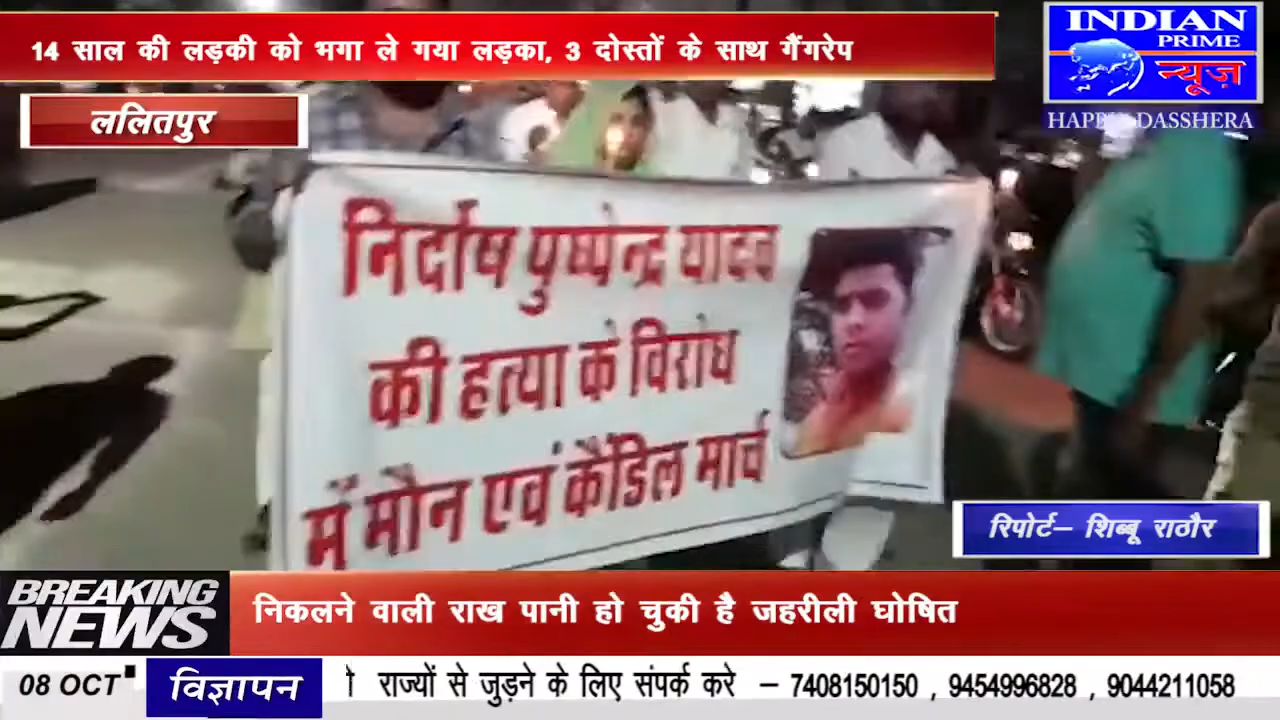 14 साल की लड़की को भगा ले गया लड़का, 3 दोस्तों के साथ गैंगरेप
INDIAN
PRIME
न्यूज़
HAPPY DASSHERA
ललितपुर
निर्दोष पुष्पेन्द्र यादव
की हत्या के विरोध
में मौन एवं कैंडिल मार्च
रिपोर्ट– शिब्बू राठौर
BREAKING
NEWS
निकलने वाली राख पानी हो चुकी है जहरीली घोषित
08 OCT
विज्ञापन
राज्यों से जुड़ने के लिए संपर्क करे – 7408150150 , 9454996828 , 9044211058